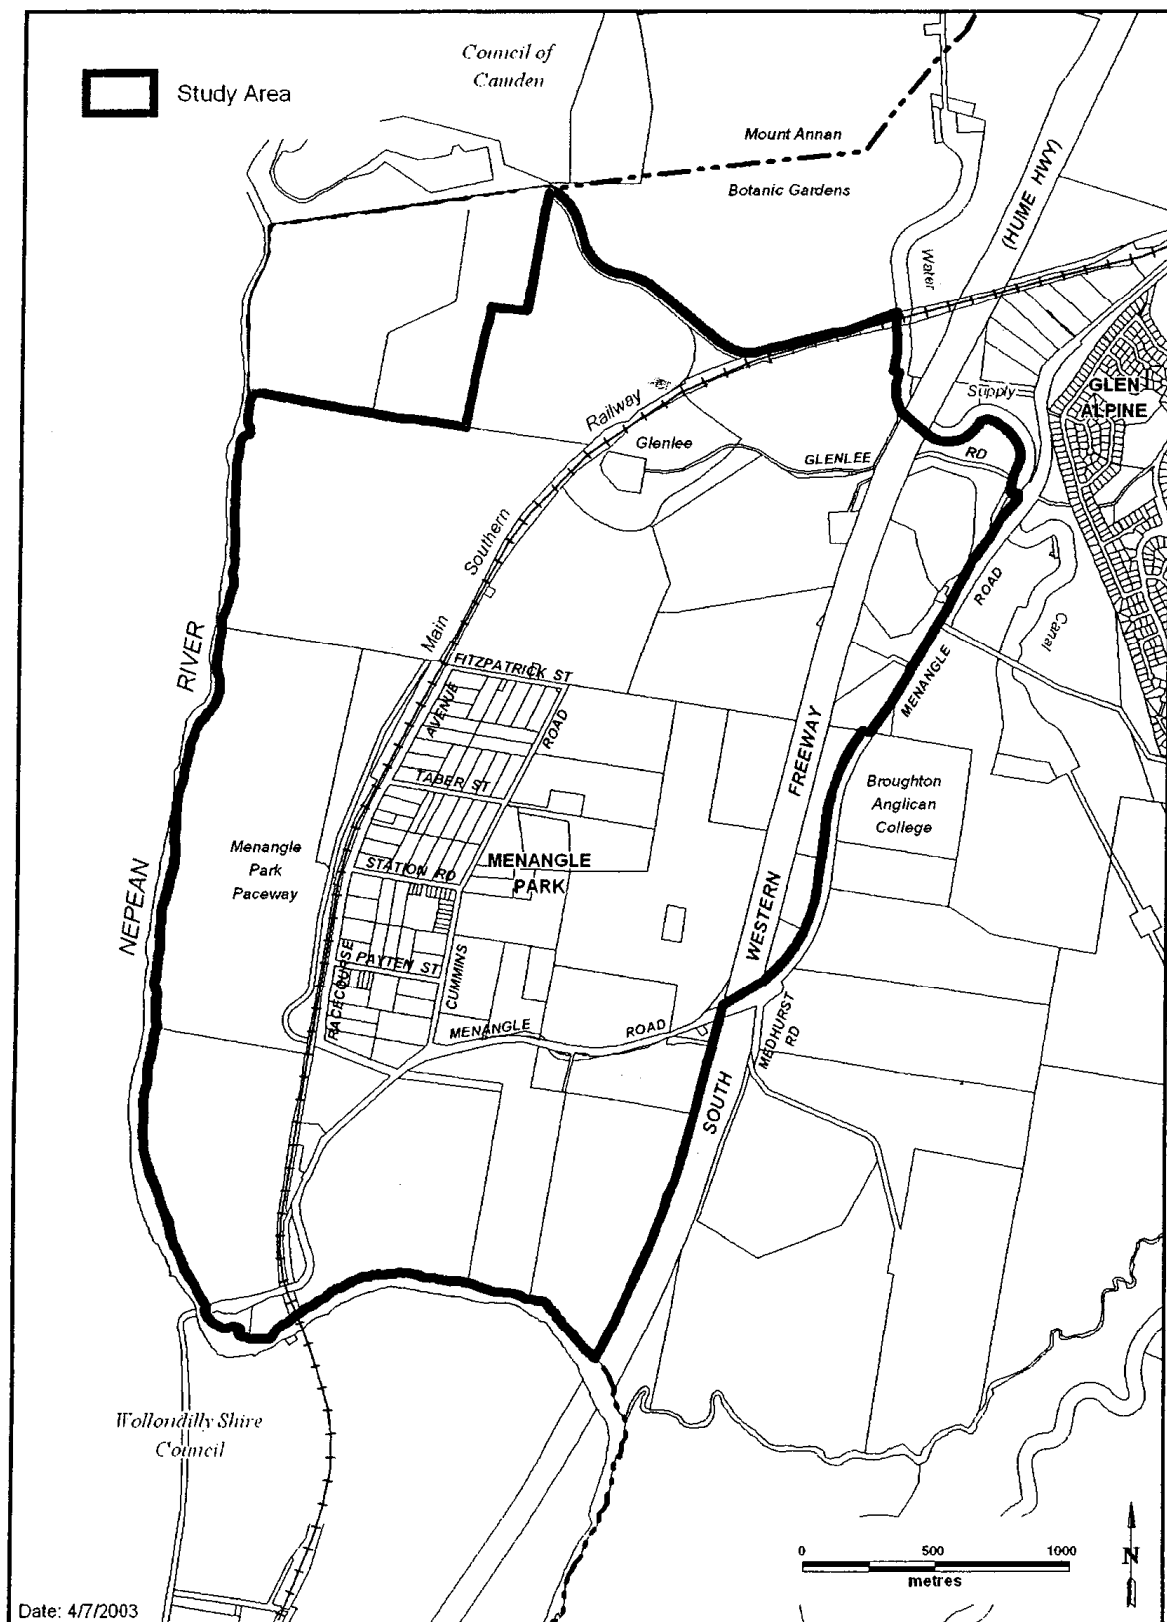 Council of
Camden
Study Area
Mount Annan
Botanic Gardens
(HUME HWY)
Water
Supply
GLEN
ALPINE
Railway
Glenlee
GLENLEE
RD
Southern
Main
ROAD
Canal
MENANGLE
RIVER
FITZPATRICK ST
AVENUE
ROAD
FREEWAY
TABER ST
Broughton
Anglican
College
Menangle
Park
Paceway
STATION RD
MENANGLE
PARK
NEPEAN
WESTERN
RACECOURSE
PAYTEN ST
CUMMINS
MENANGLE
ROAD
MEDHURST
RD
SOUTH
Wollondilly Shire
Council
0 500 1000
metres
N
Date: 4/7/2003